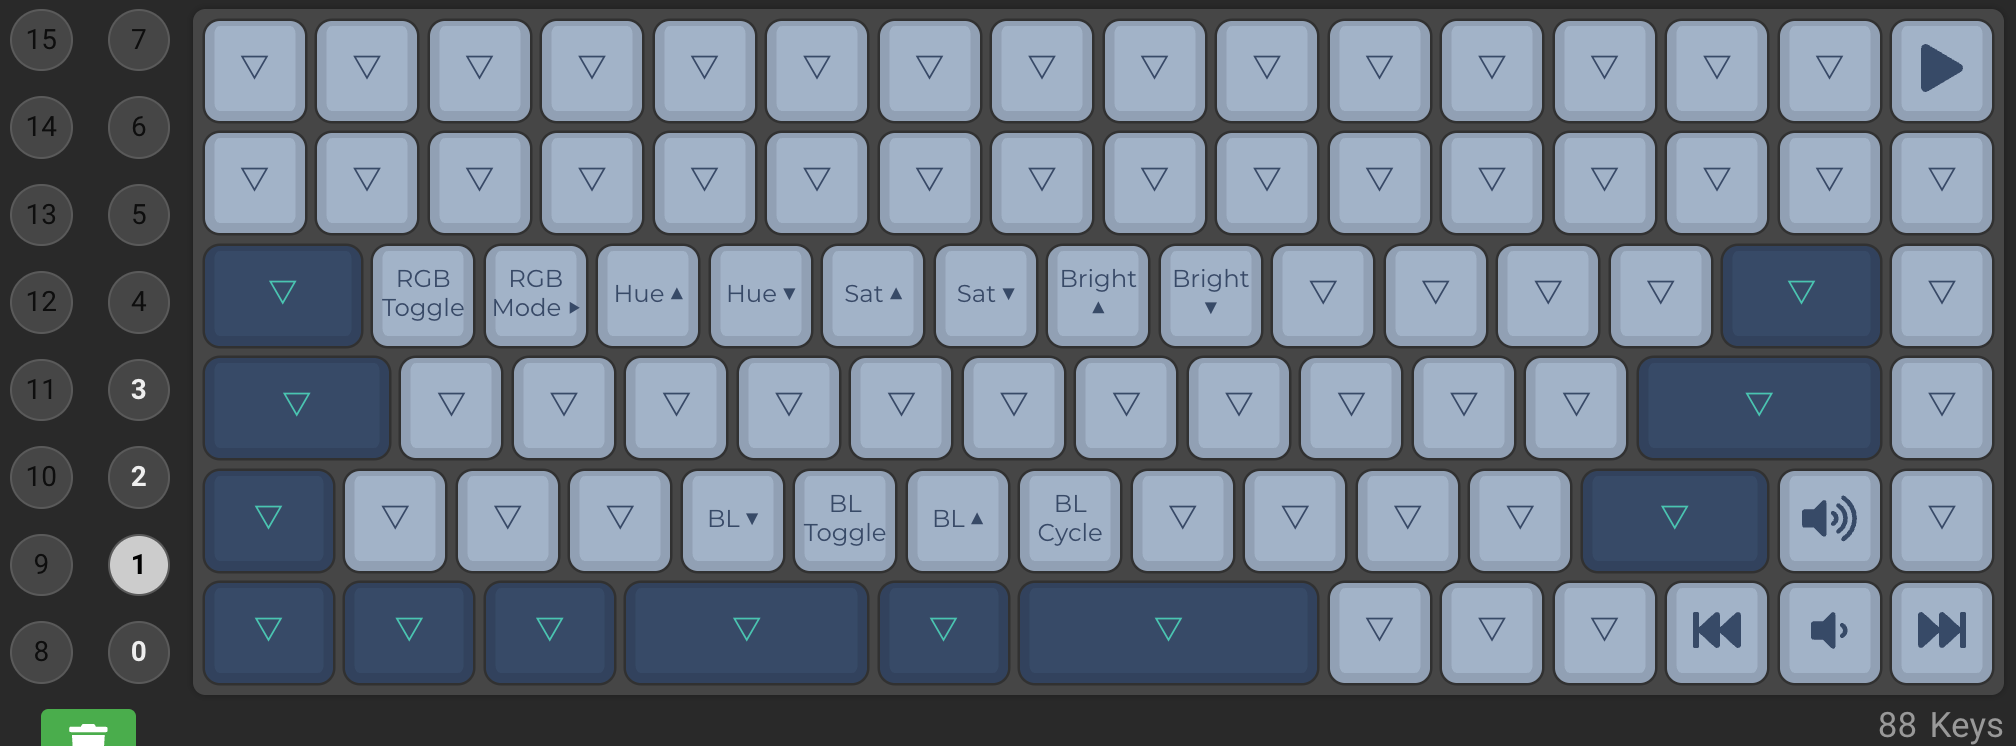 15 7
14 6
RGB Toggle RGB Mode ▸ Hue ▴ Hue ▾ Sat ▴ Sat ▾ Bright ▴ Bright ▾
13 5
12 4
11 3
BL ▾ BL Toggle BL ▴ BL Cycle
10 2
9 1
8 0
88 Keys